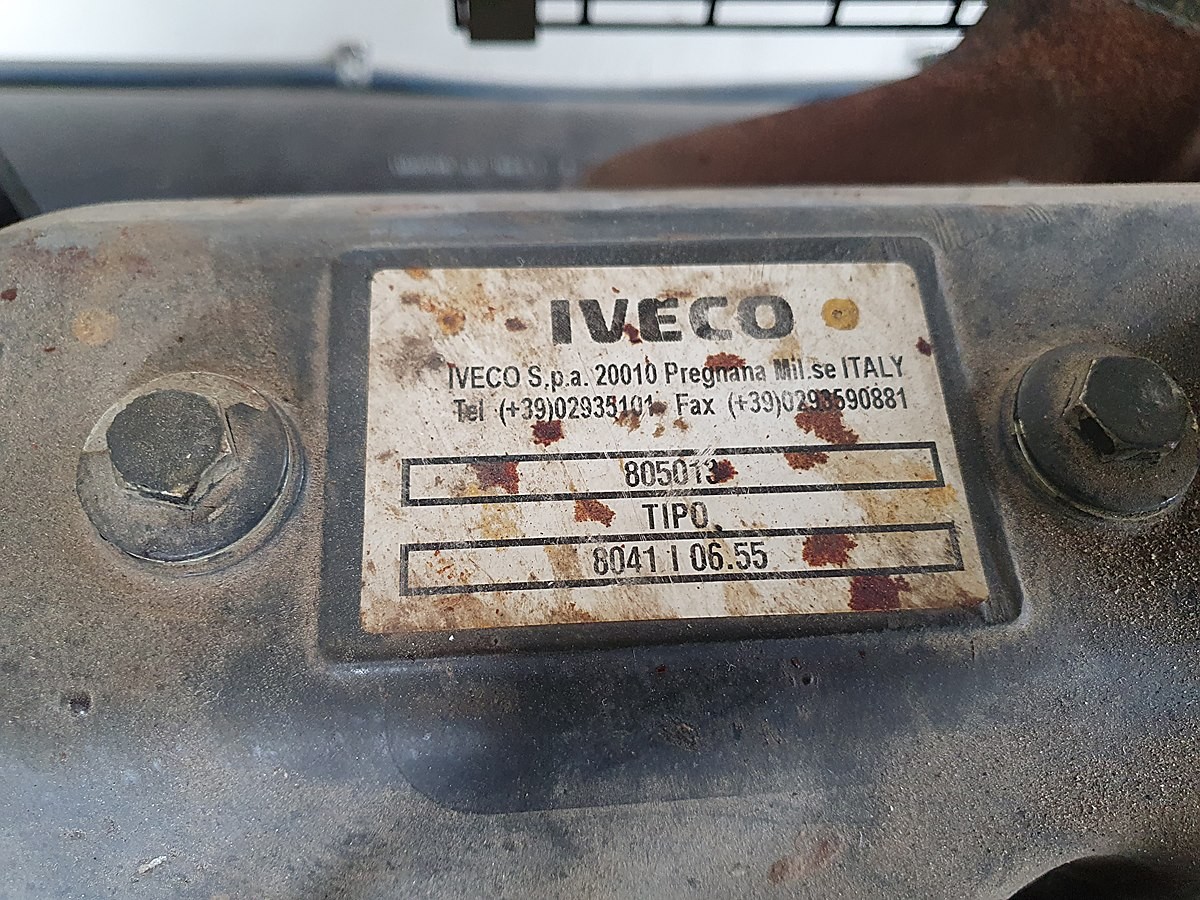 IVECO
IVECO S.p.a. 20010 Pregnana Mil.se ITALY
Tel (+39)02935101 Fax (+39)0293590881
805013
TIPO
8041 I 06.55